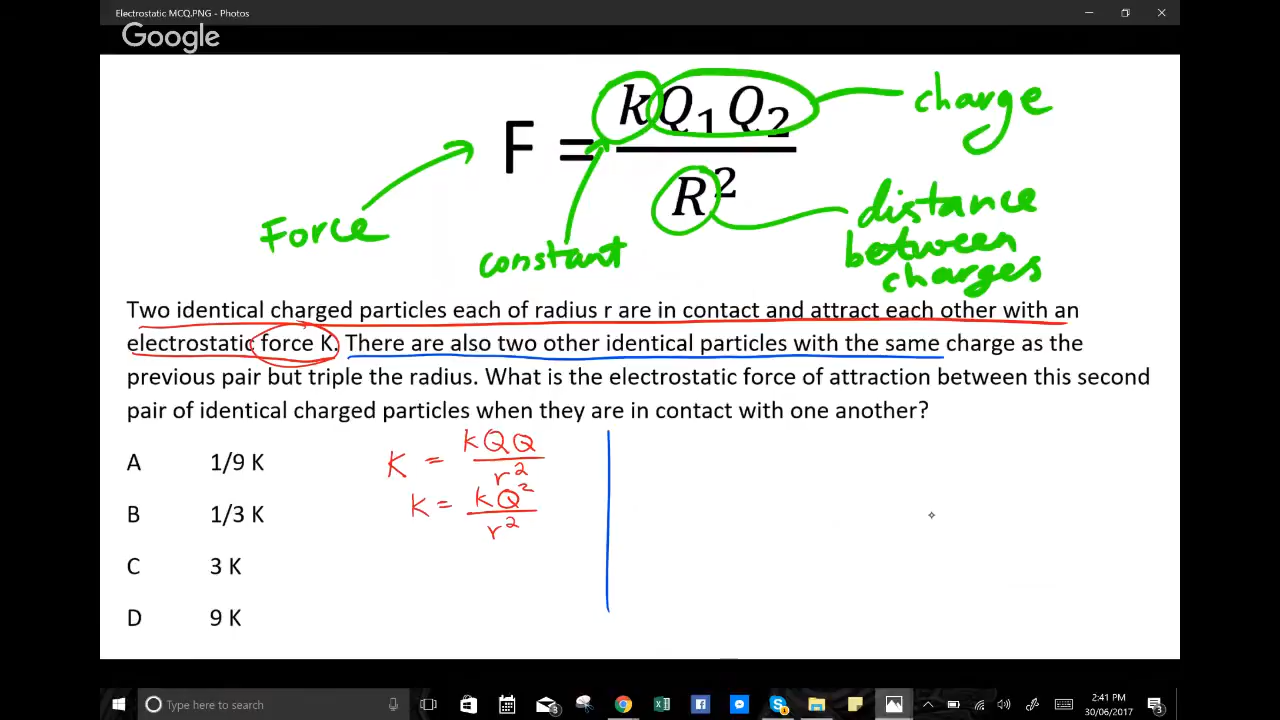 Electrostatic MCQ.PNG - Photos
Google
F = kQ₁Q₂
R²
charge
Force
constant
distance
between
charges
Two identical charged particles each of radius r are in contact and attract each other with an
electrostatic force K. There are also two other identical particles with the same charge as the
previous pair but triple the radius. What is the electrostatic force of attraction between this second
pair of identical charged particles when they are in contact with one another?
A 1/9 K
B 1/3 K
C 3 K
D 9 K
K = kQQ
r²
K = kQ²
r²
Type here to search
2:41 PM
30/06/2017
3